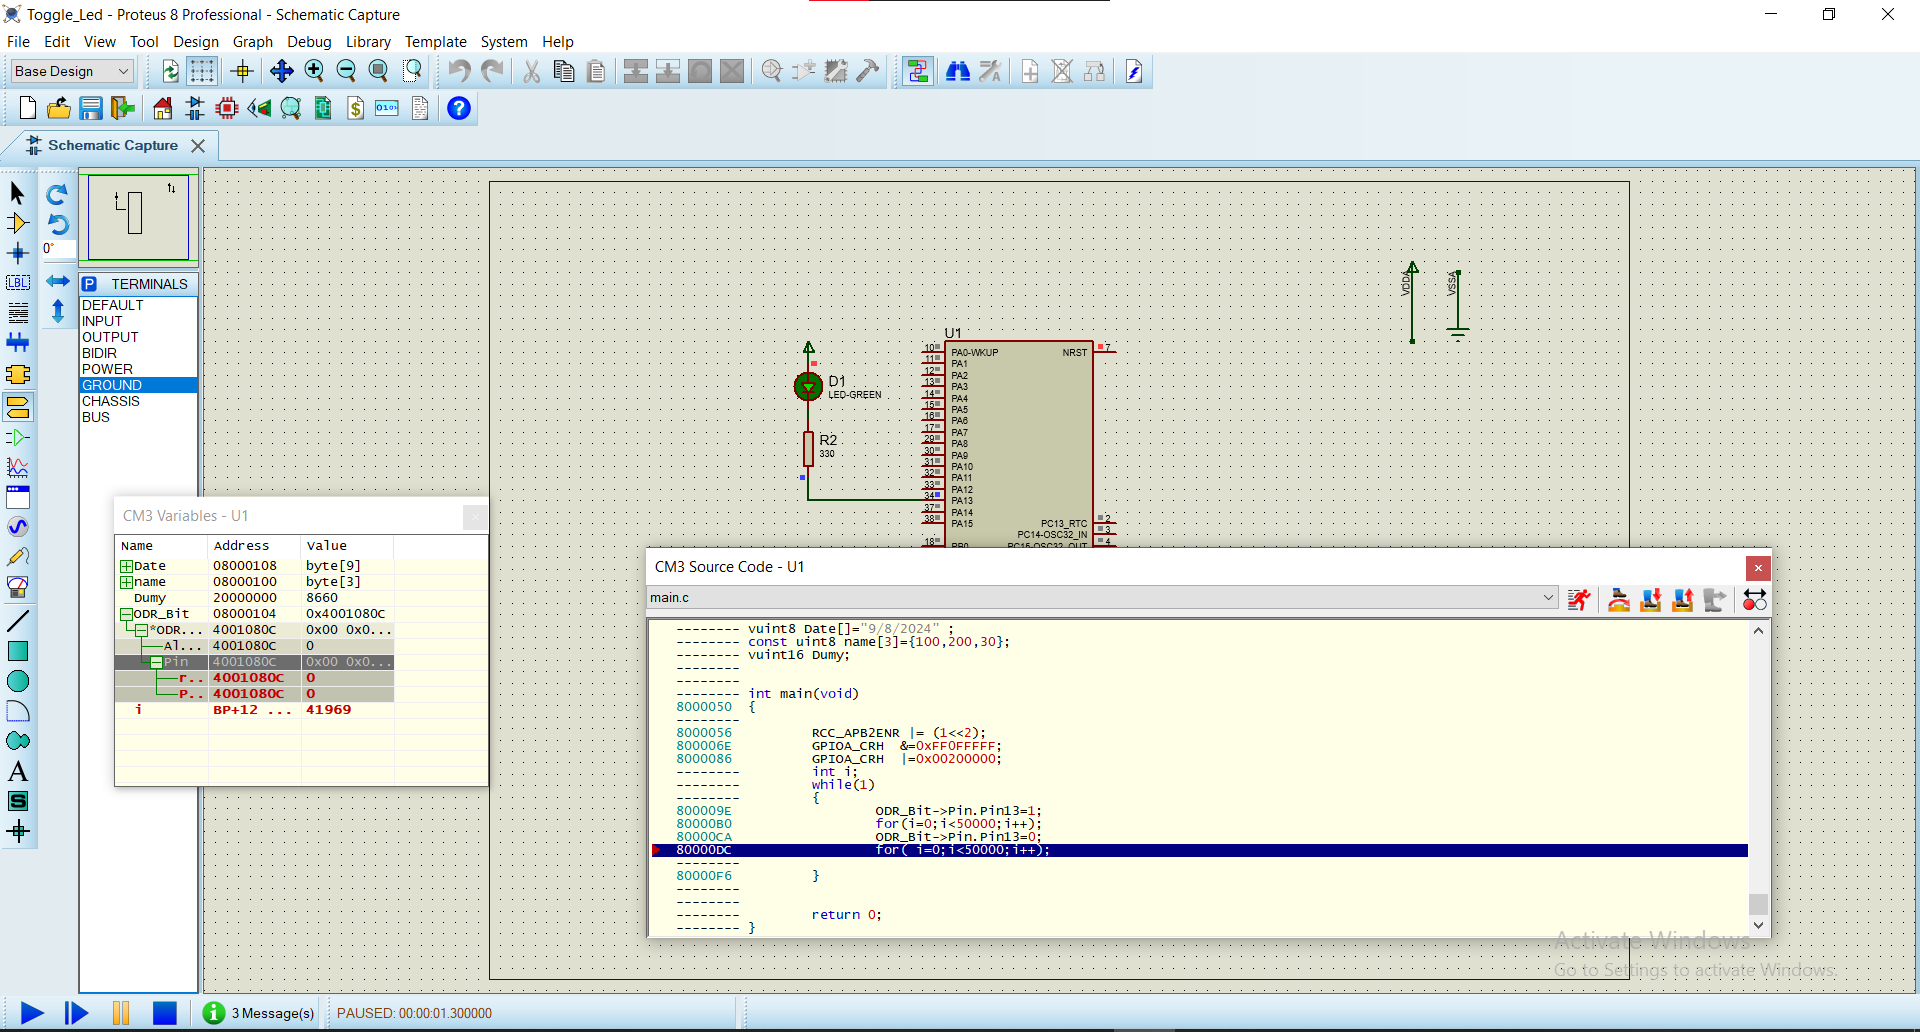 Toggle_Led - Proteus 8 Professional - Schematic Capture
File Edit View Tool Design Graph Debug Library Template System Help
Base Design
Schematic Capture
0°
LBL
P TERMINALS
DEFAULT
INPUT
OUTPUT
BIDIR
POWER
GROUND
CHASSIS
BUS
VDDA
VSSA
U1
D1
LED-GREEN
R2
330
10 PA0-WKUP NRST 7
11 PA1
12 PA2
13 PA3
14 PA4
15 PA5
16 PA6
17 PA7
29 PA8
30 PA9
31 PA10
32 PA11
33 PA12
34 PA13
37 PA14
38 PA15 PC13_RTC 2
PC14-OSC32_IN 3
18 PB0 PC15-OSC32_OUT 4
CM3 Variables - U1
Name Address Value
Date 08000108 byte[9]
name 08000100 byte[3]
Dumy 20000000 8660
ODR_Bit 08000104 0x4001080C
*ODR... 4001080C 0x00 0x0...
Al... 4001080C 0
Pin 4001080C 0x00 0x0...
r.. 4001080C 0
P.. 4001080C 0
i BP+12 ... 41969
CM3 Source Code - U1
main.c
-------- vuint8 Date[]="9/8/2024" ;
-------- const uint8 name[3]={100,200,30};
-------- vuint16 Dumy;
--------
--------
-------- int main(void)
8000050 {
--------
8000056 RCC_APB2ENR |= (1<<2);
800006E GPIOA_CRH &=0xFF0FFFFF;
8000086 GPIOA_CRH |=0x00200000;
-------- int i;
-------- while(1)
-------- {
800009E ODR_Bit->Pin.Pin13=1;
80000B0 for(i=0;i<50000;i++);
80000CA ODR_Bit->Pin.Pin13=0;
80000DC for( i=0;i<50000;i++);
--------
80000F6 }
--------
--------
-------- return 0;
-------- }
Activate Windows
Go to Settings to activate Windows.
3 Message(s)
PAUSED: 00:00:01.300000